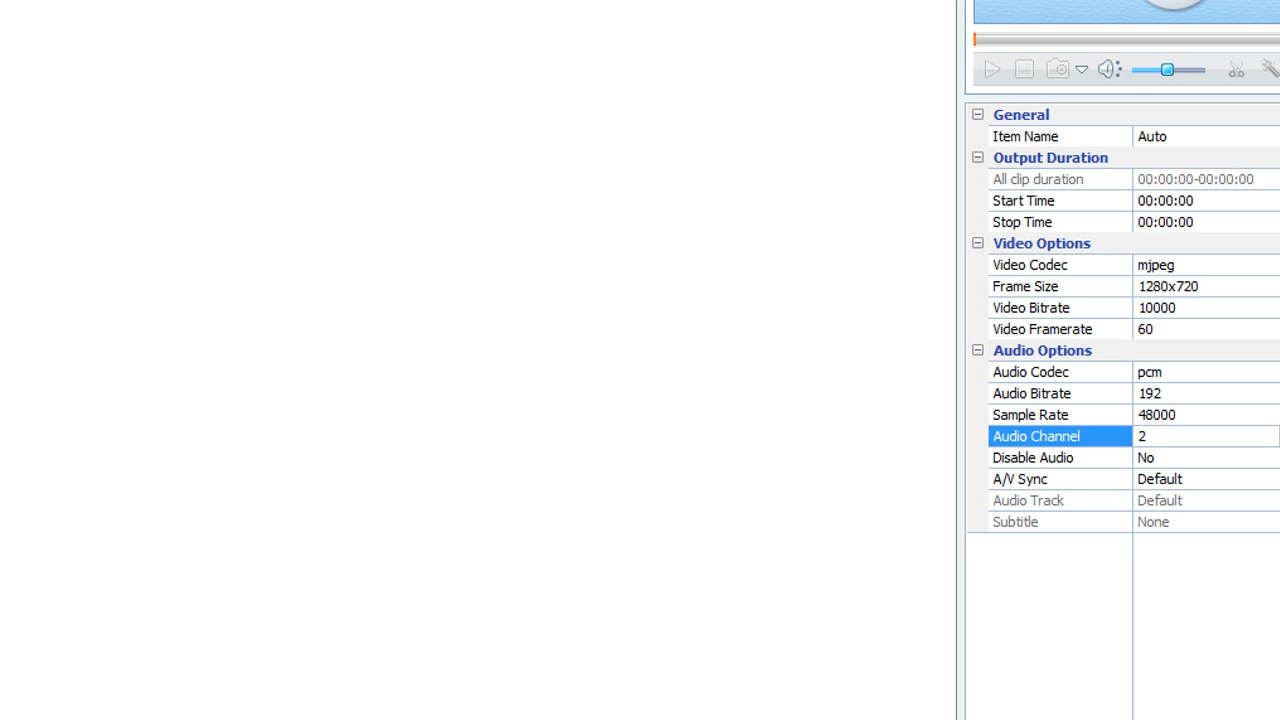 General
Item Name Auto
Output Duration
All clip duration 00:00:00-00:00:00
Start Time 00:00:00
Stop Time 00:00:00
Video Options
Video Codec mjpeg
Frame Size 1280x720
Video Bitrate 10000
Video Framerate 60
Audio Options
Audio Codec pcm
Audio Bitrate 192
Sample Rate 48000
Audio Channel 2
Disable Audio No
A/V Sync Default
Audio Track Default
Subtitle None